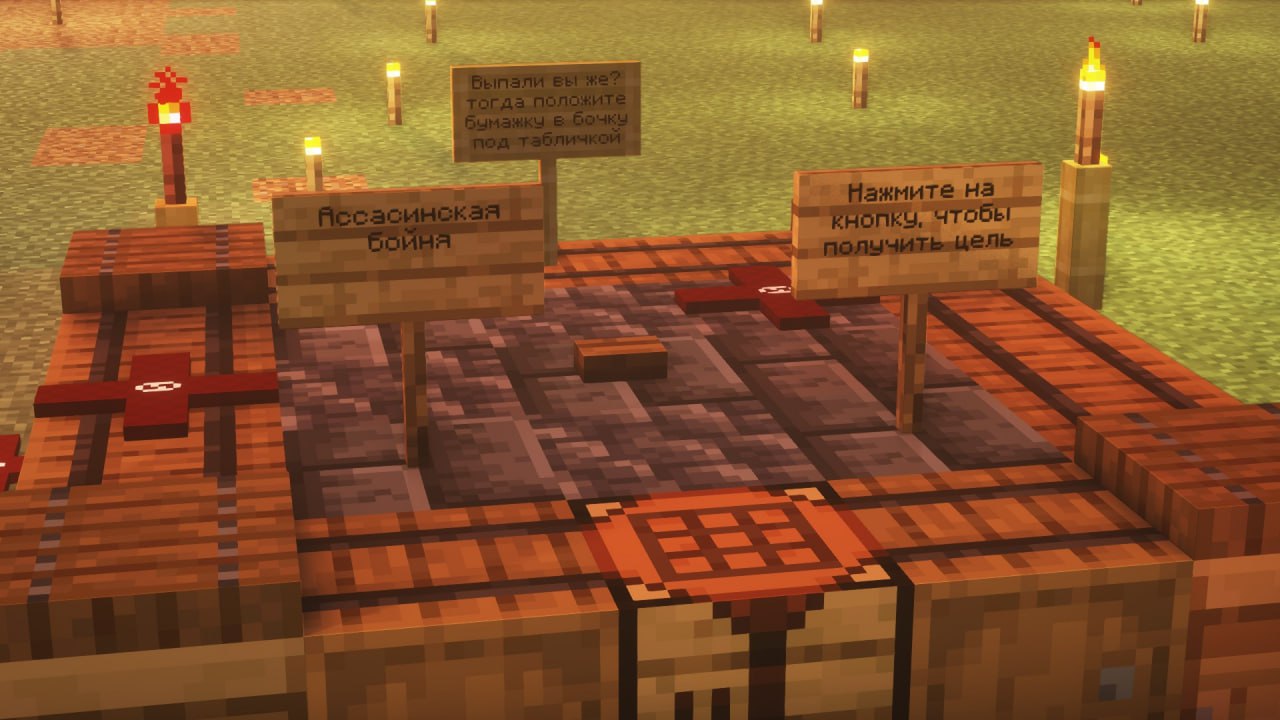 Выпали вы же?
тогда положите
бумажку в бочку
под табличкой
Ассасинская
бойня
Нажмите на
кнопку, чтобы
получить цель